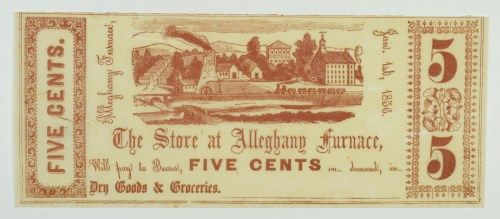 FIVE CENTS.
Alleghany Furnace,
Jan. 1st, 1856.
5
5
The Store at Alleghany Furnace,
Will pay to Bearer, FIVE CENTS on demand, in
Dry Goods & Groceries.